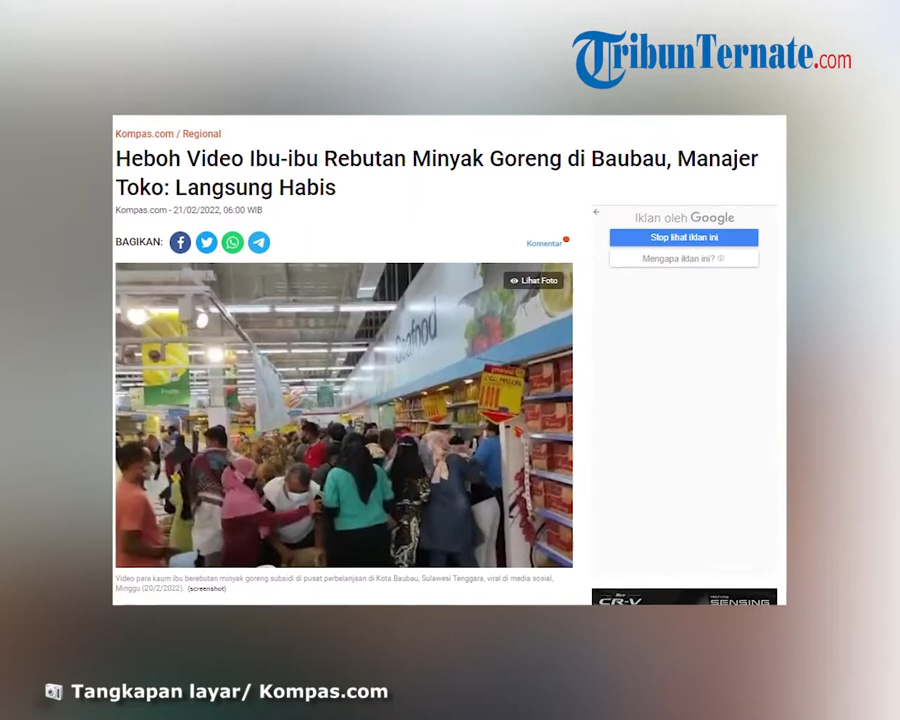 TribunTernate.com
Kompas.com / Regional
Heboh Video Ibu-ibu Rebutan Minyak Goreng di Baubau, Manajer
Toko: Langsung Habis
Kompas.com - 21/02/2022, 06:00 WIB
BAGIKAN:
Komentar
Iklan oleh Google
Stop lihat iklan ini
Mengapa iklan ini?
Lihat Foto
Seafood
Video para kaum ibu berebutan minyak goreng subsidi di pusat perbelanjaan di Kota Baubau, Sulawesi Tenggara, viral di media sosial,
Minggu (20/2/2022). (screenshot)
CR-V
SENSING
Tangkapan layar/ Kompas.com